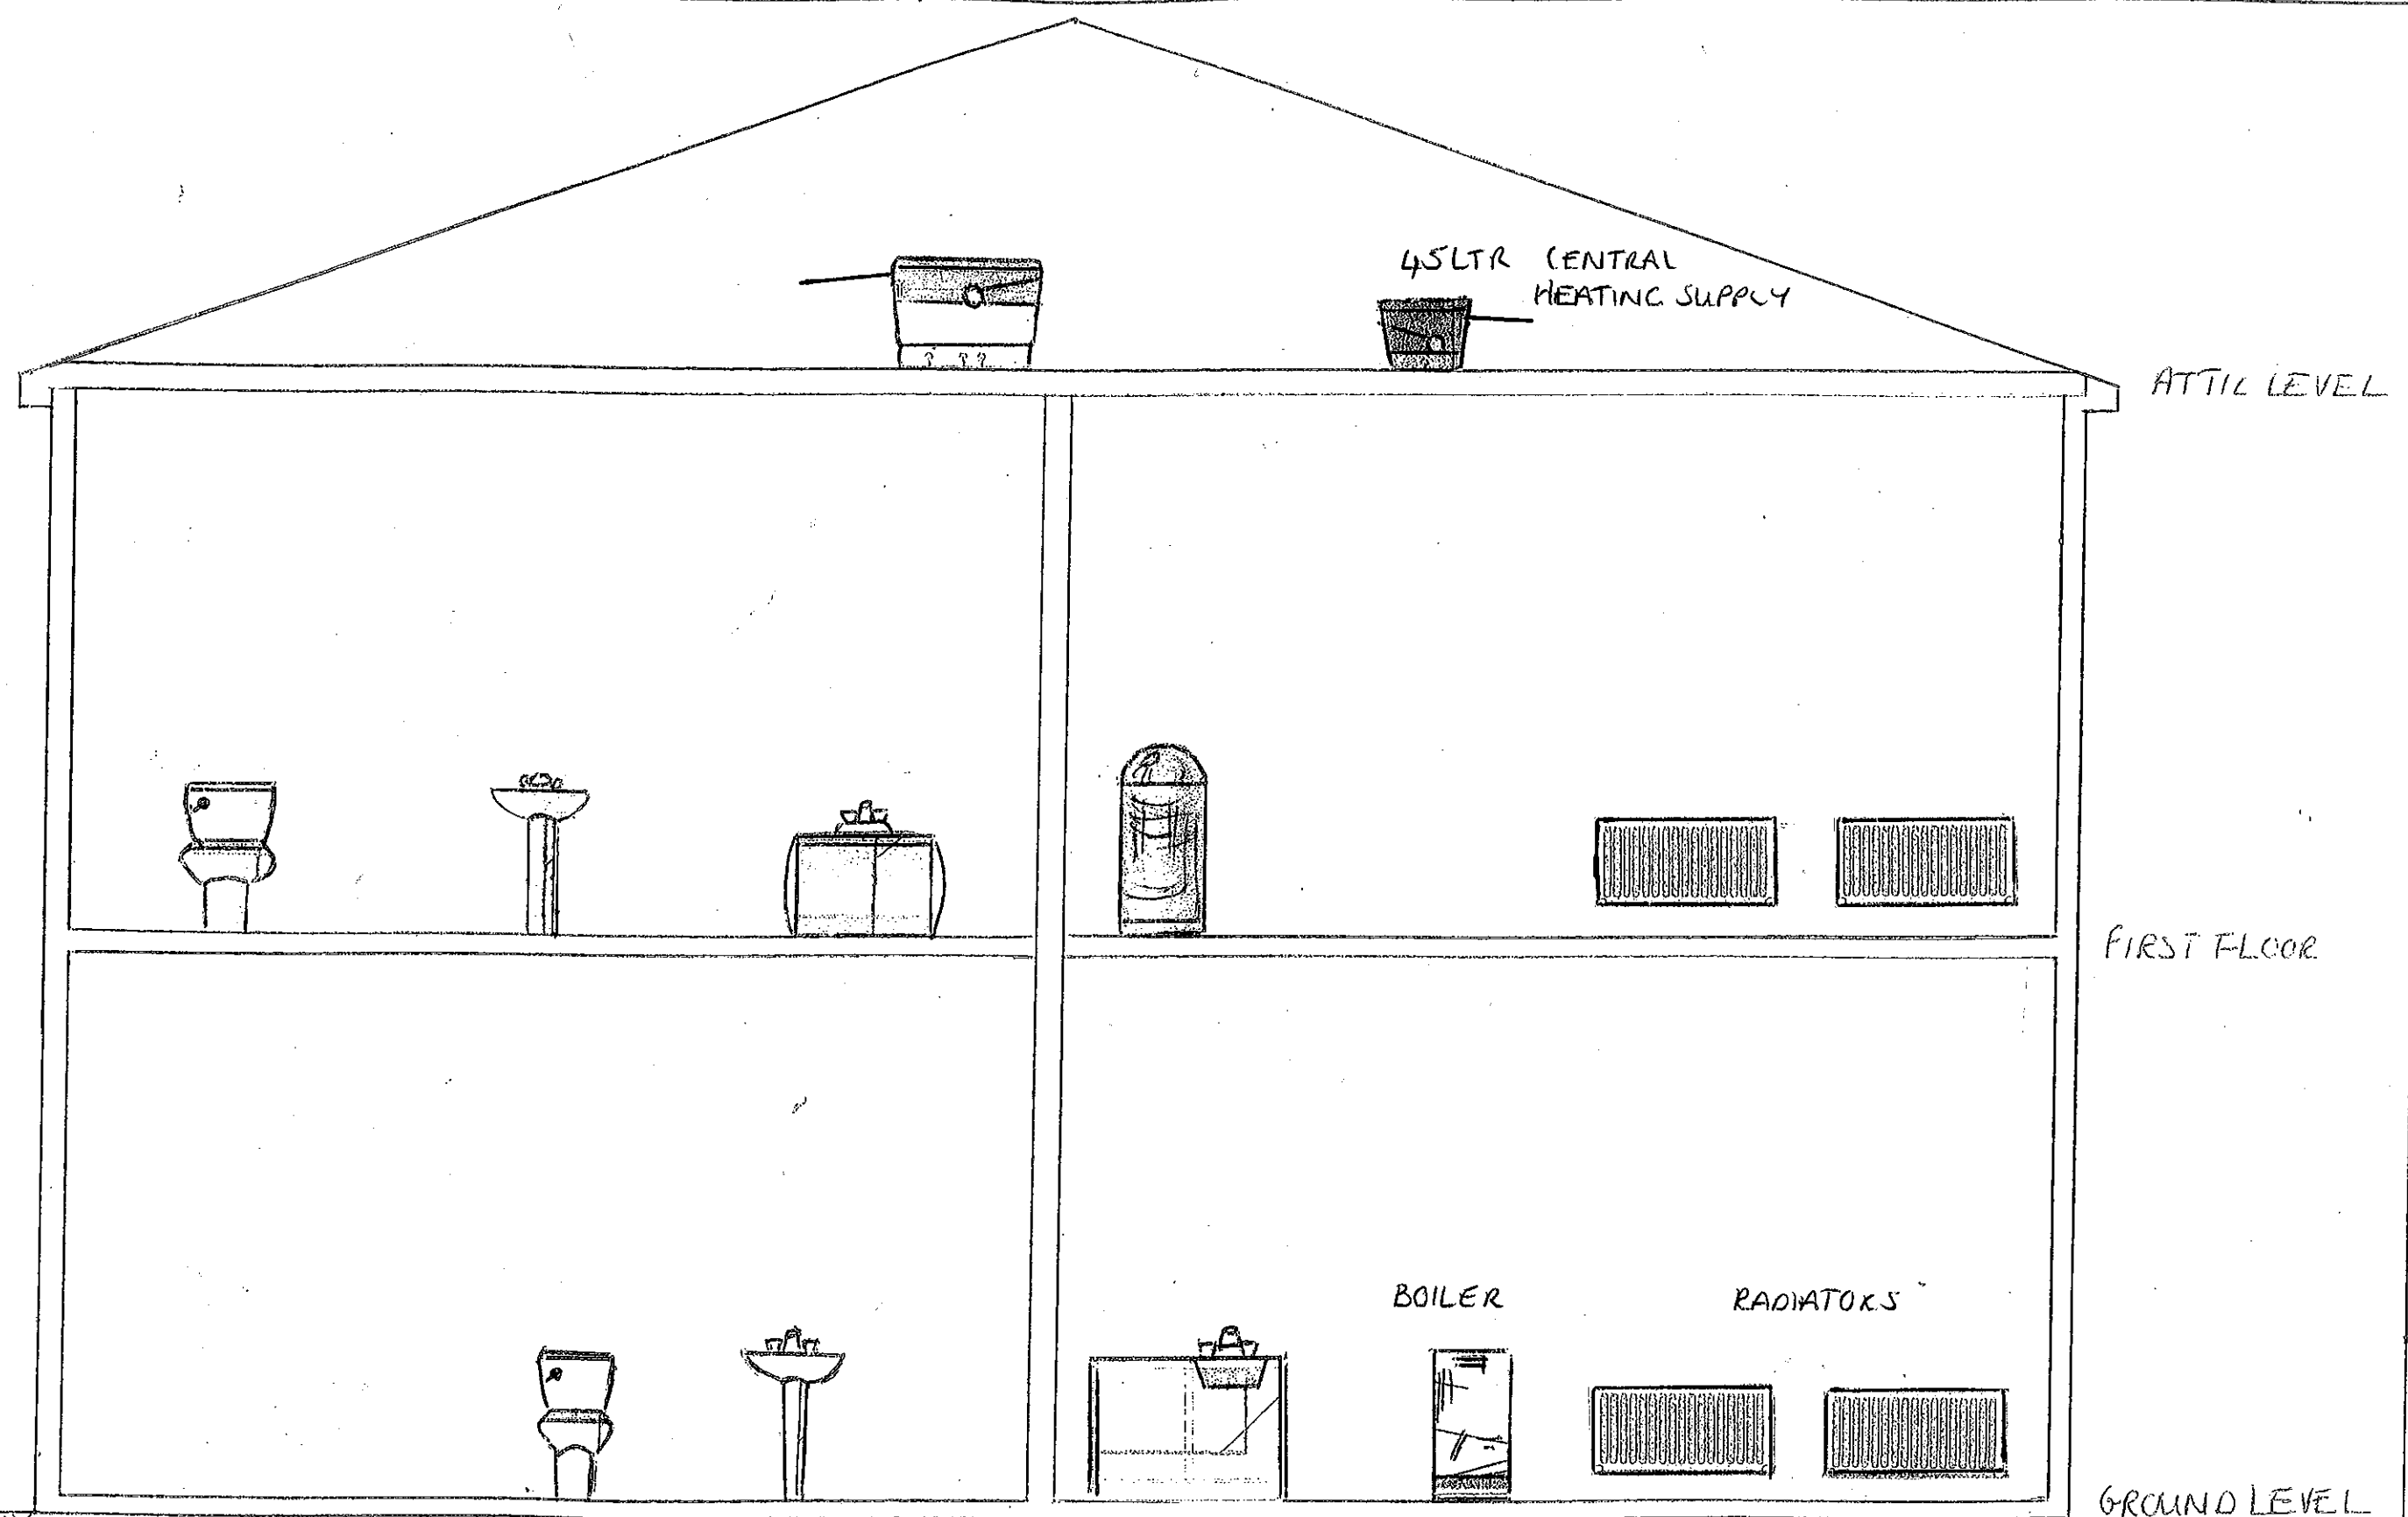 45LTR CENTRAL
HEATING SUPPLY
ATTIC LEVEL
FIRST FLOOR
BOILER
RADIATORS
GROUND LEVEL